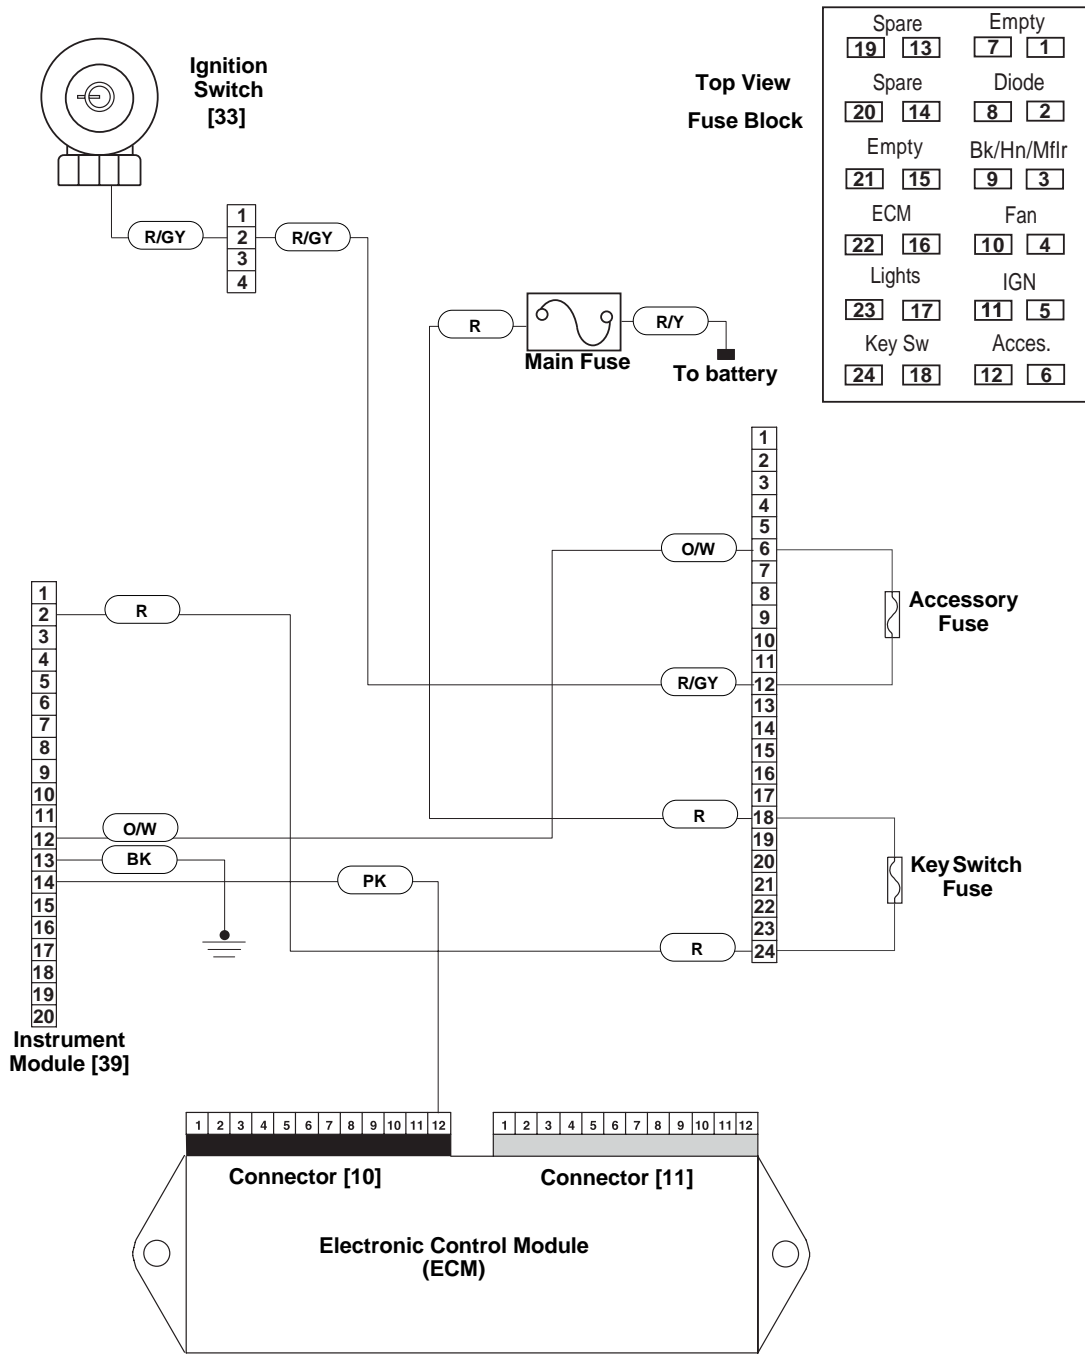 Ignition
Switch
[33]
Top View
Fuse Block
Spare Empty
19 13 7 1
Spare Diode
20 14 8 2
Empty Bk/Hn/Mflr
21 15 9 3
ECM Fan
22 16 10 4
Lights IGN
23 17 11 5
Key Sw Acces.
24 18 12 6
R/GY
1
2
3
4
R/GY
R
Main Fuse
R/Y
To battery
1
2
3
4
5
6
7
8
9
10
11
12
13
14
15
16
17
18
19
20
21
22
23
24
O/W
R/GY
R
R
Accessory
Fuse
Key Switch
Fuse
1
2
3
4
5
6
7
8
9
10
11
12
13
14
15
16
17
18
19
20
R
O/W
BK
PK
Instrument
Module [39]
1 2 3 4 5 6 7 8 9 10 11 12
1 2 3 4 5 6 7 8 9 10 11 12
Connector [10]
Connector [11]
Electronic Control Module
(ECM)